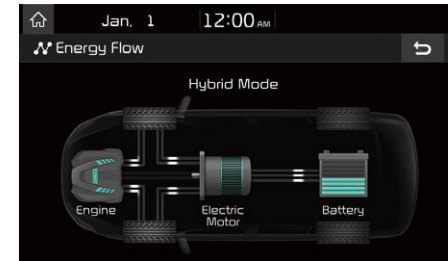 Jan. 1 12:00 AM
Energy Flow
Hybrid Mode
Engine
Electric
Motor
Battery